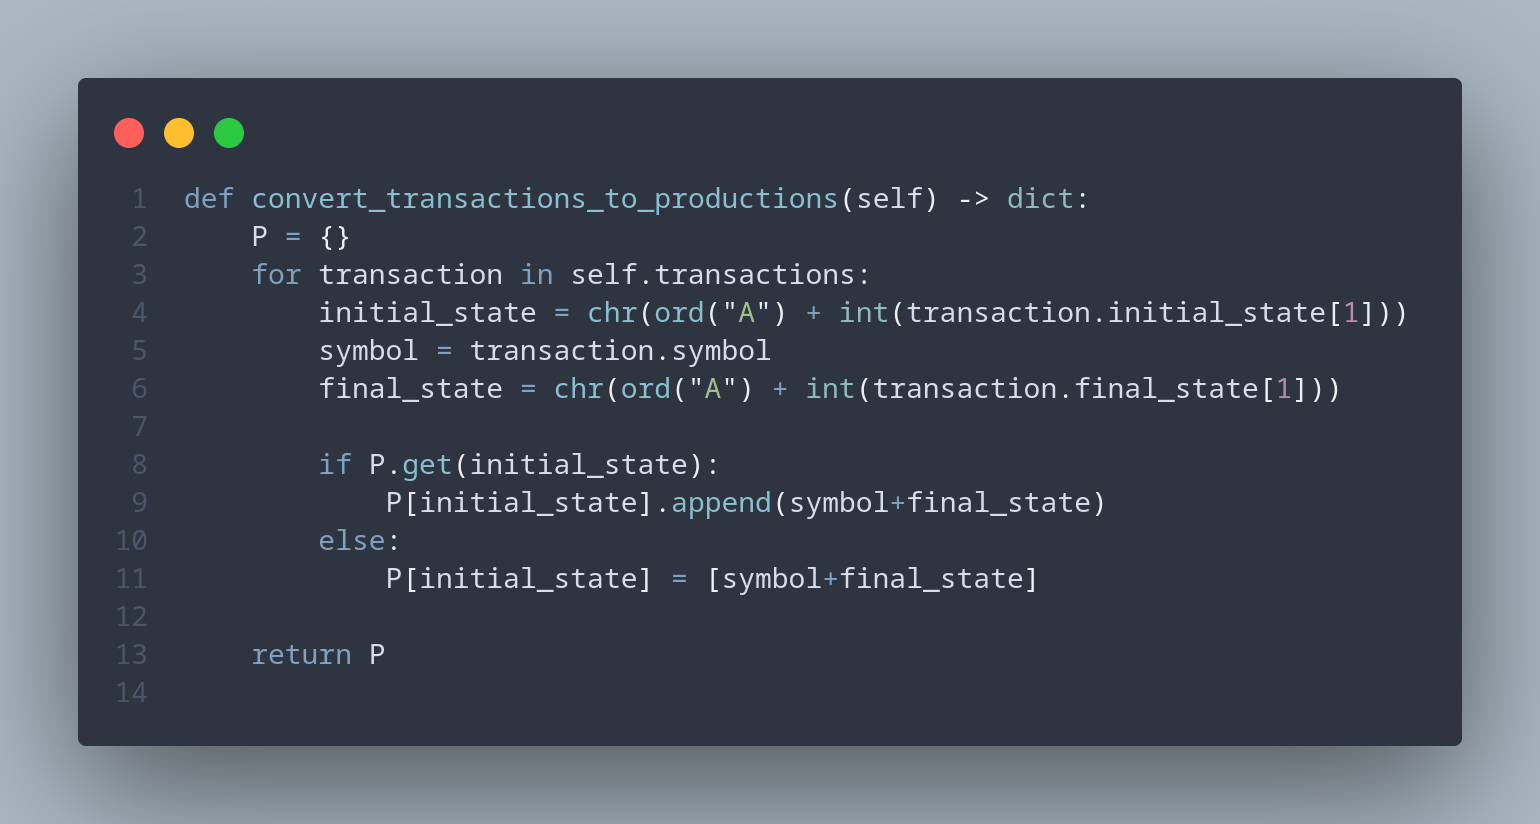 1 def convert_transactions_to_productions(self) -> dict:
2     P = {}
3     for transaction in self.transactions:
4         initial_state = chr(ord("A") + int(transaction.initial_state[1]))
5         symbol = transaction.symbol
6         final_state = chr(ord("A") + int(transaction.final_state[1]))
7
8         if P.get(initial_state):
9             P[initial_state].append(symbol+final_state)
10         else:
11             P[initial_state] = [symbol+final_state]
12
13     return P
14